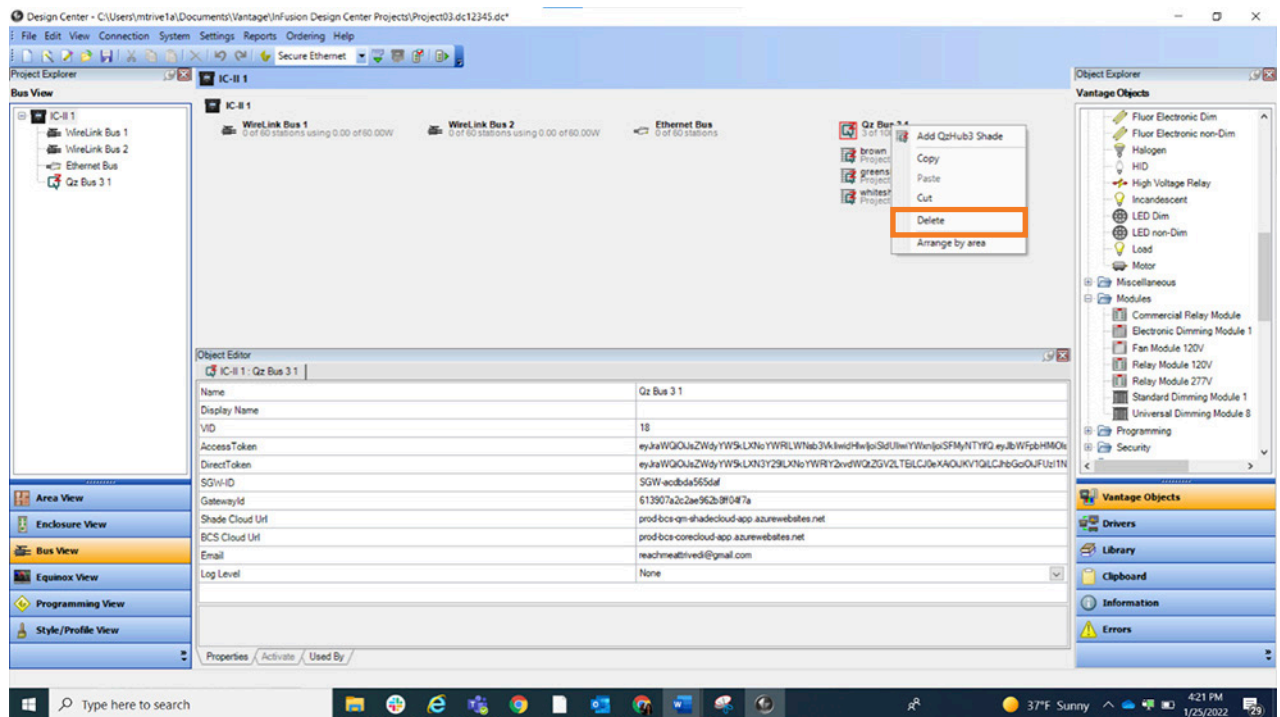 Design Center - C:\Users\mtrive1a\Documents\Vantage\InFusion Design Center Projects\Project03.dc12345.dc*
File Edit View Connection System Settings Reports Ordering Help
Secure Ethernet
Project Explorer
Bus View
IC-II 1
WireLink Bus 1
WireLink Bus 2
Ethernet Bus
Qz Bus 3 1
Area View
Enclosure View
Bus View
Equinox View
Programming View
Style/Profile View
IC-II 1
IC-II 1
WireLink Bus 1
0 of 60 stations using 0.00 of 60.00W
WireLink Bus 2
0 of 60 stations using 0.00 of 60.00W
Ethernet Bus
0 of 60 stations
Qz Bus 3 1
3 of 10
brown
Project
greens
Project
whitesh
Project
Add QzHub3 Shade
Copy
Paste
Cut
Delete
Arrange by area
Object Editor
IC-II 1 : Qz Bus 3 1
Name Qz Bus 3 1
Display Name
VID 18
AccessToken
DirectToken
SGW-ID SGW-acdbda565daf
GatewayId 613907a2c2ae962b8ff04f7a
Shade Cloud Url prod-bcs-qm-shadecloud-app.azurewebsites.net
BCS Cloud Url prod-bcs-corecloud-app.azurewebsites.net
Email reachmeattrivedi@gmail.com
Log Level None
Properties Activate Used By
Object Explorer
Vantage Objects
Fluor Electronic Dim
Fluor Electronic non-Dim
Halogen
HID
High Voltage Relay
Incandescent
LED Dim
LED non-Dim
Load
Motor
Miscellaneous
Modules
Commercial Relay Module
Electronic Dimming Module 1
Fan Module 120V
Relay Module 120V
Relay Module 277V
Standard Dimming Module 1
Universal Dimming Module 8
Programming
Security
Vantage Objects
Drivers
Library
Clipboard
Information
Errors
Type here to search
37°F Sunny
4:21 PM
1/25/2022
29